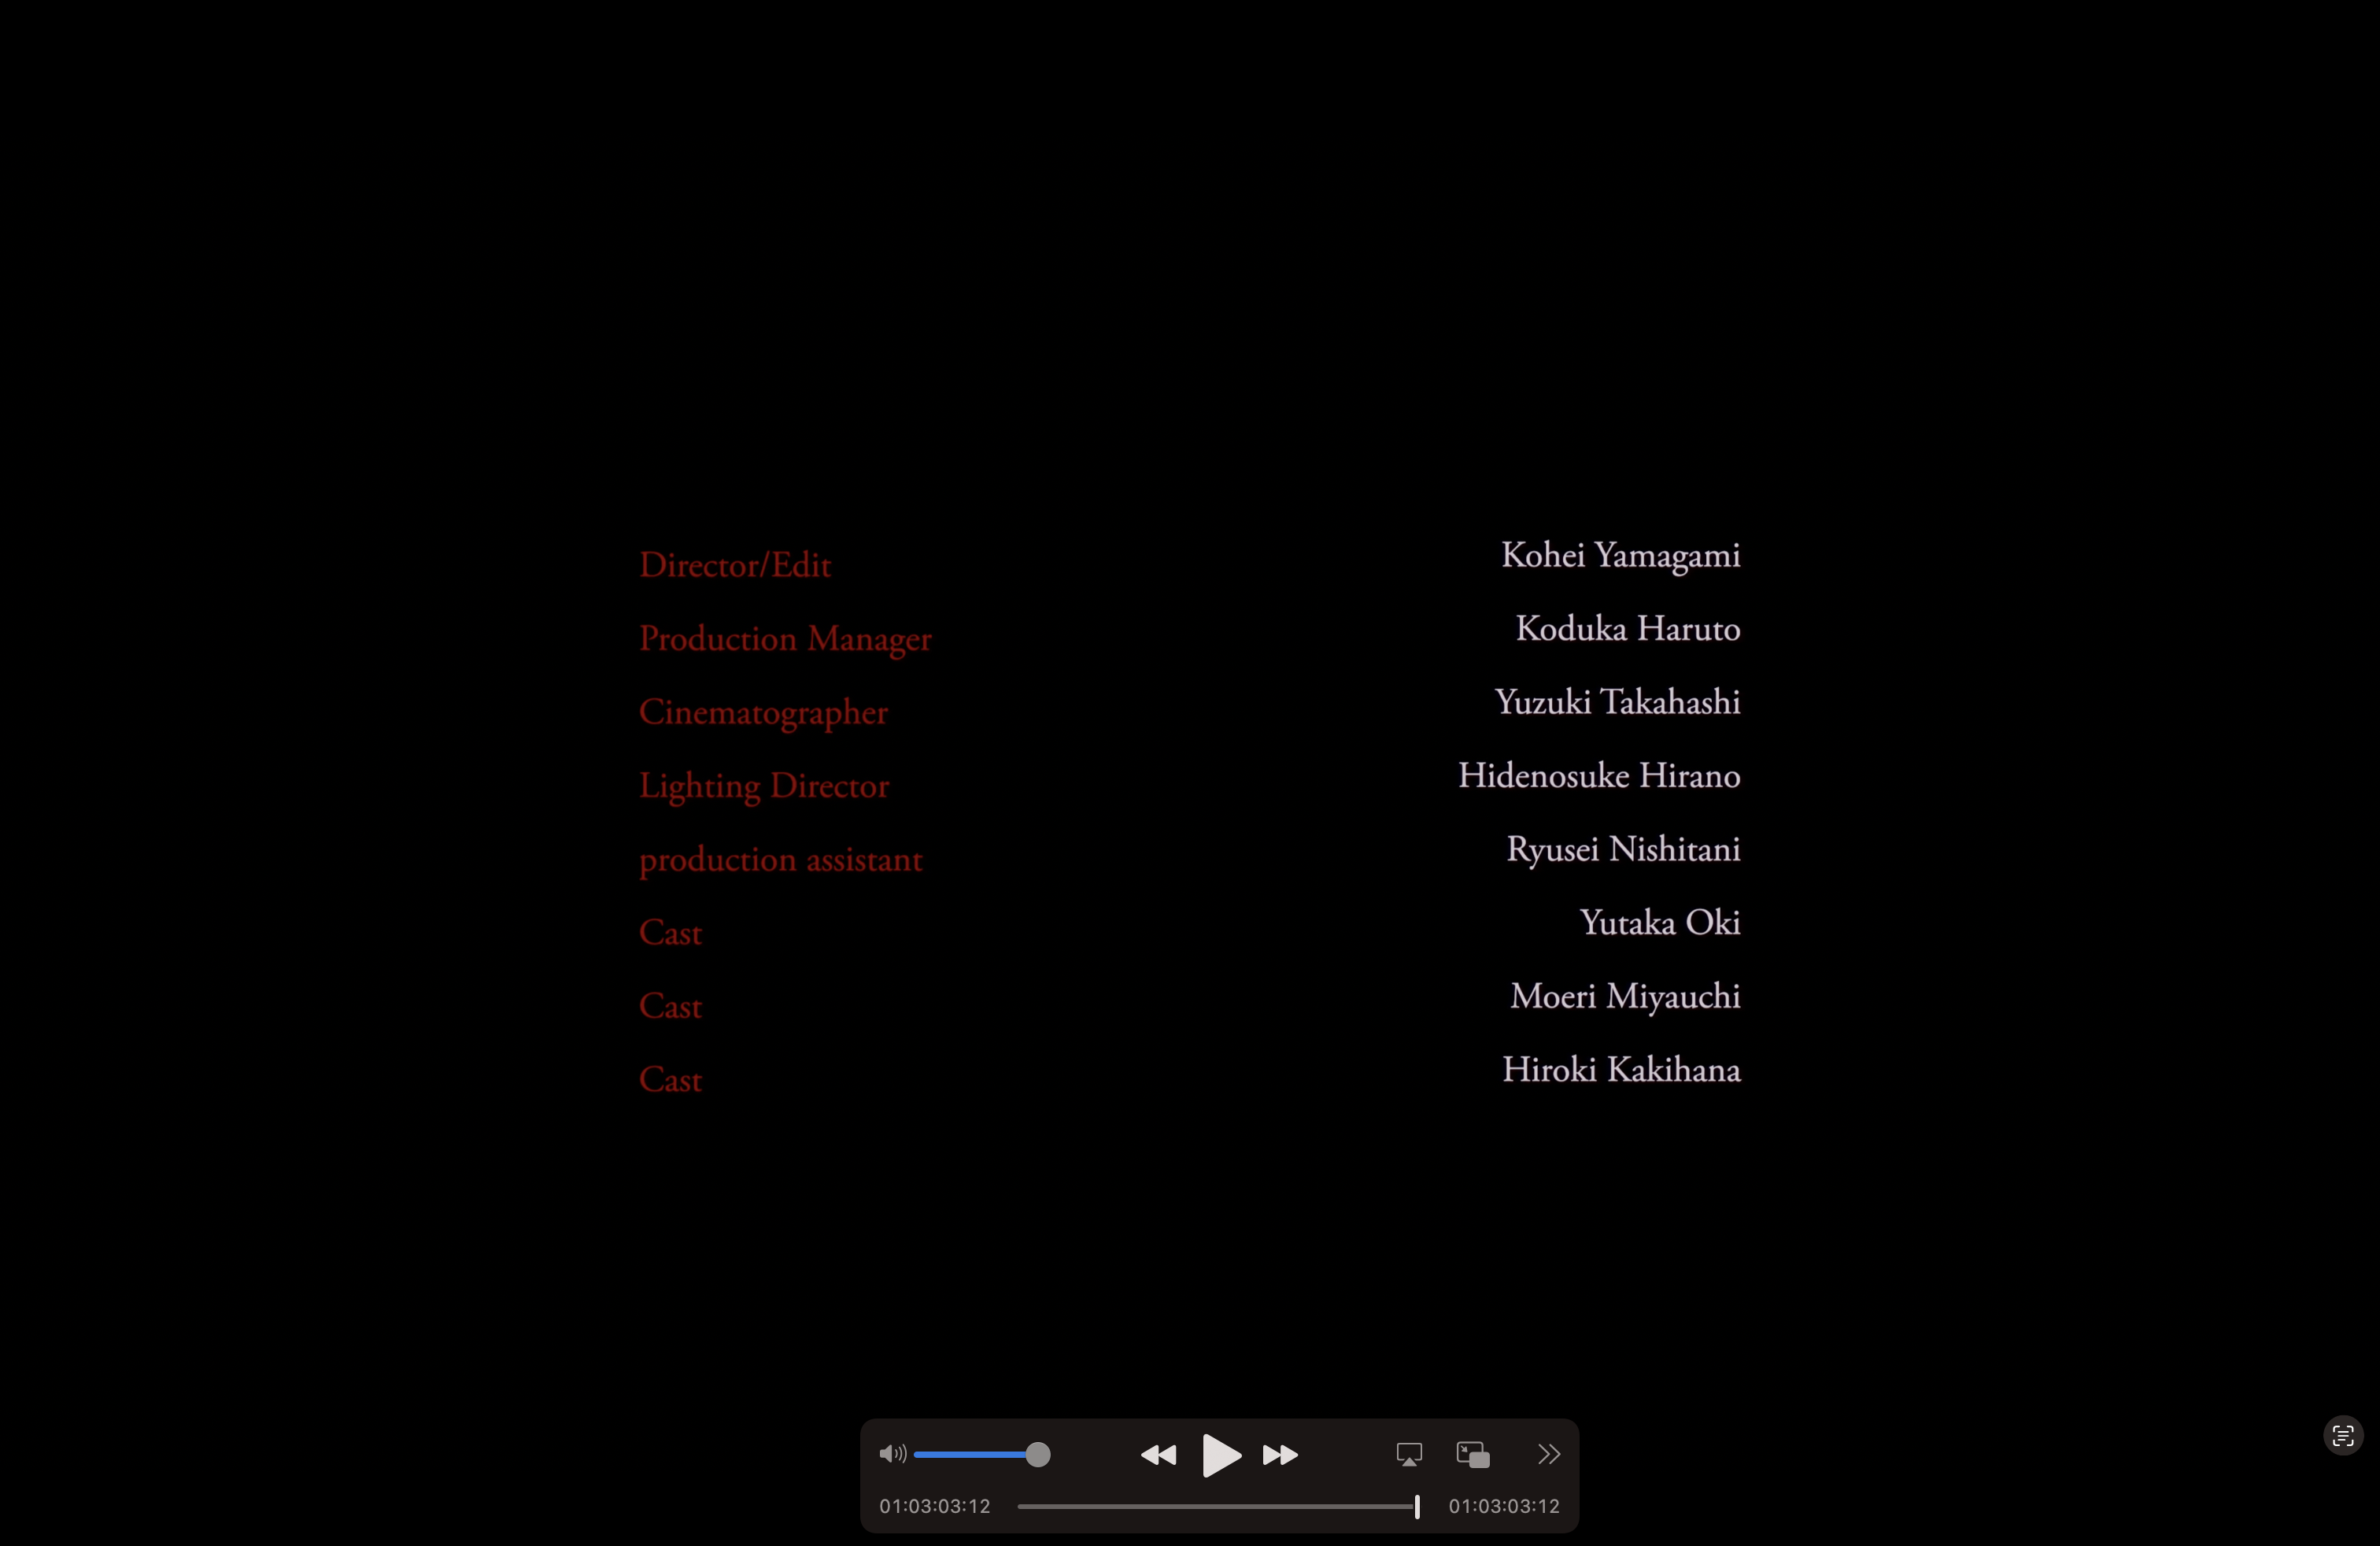 Director/Edit Kohei Yamagami
Production Manager Koduka Haruto
Cinematographer Yuzuki Takahashi
Lighting Director Hidenosuke Hirano
production assistant Ryusei Nishitani
Cast Yutaka Oki
Cast Moeri Miyauchi
Cast Hiroki Kakihana
01:03:03:12 01:03:03:12